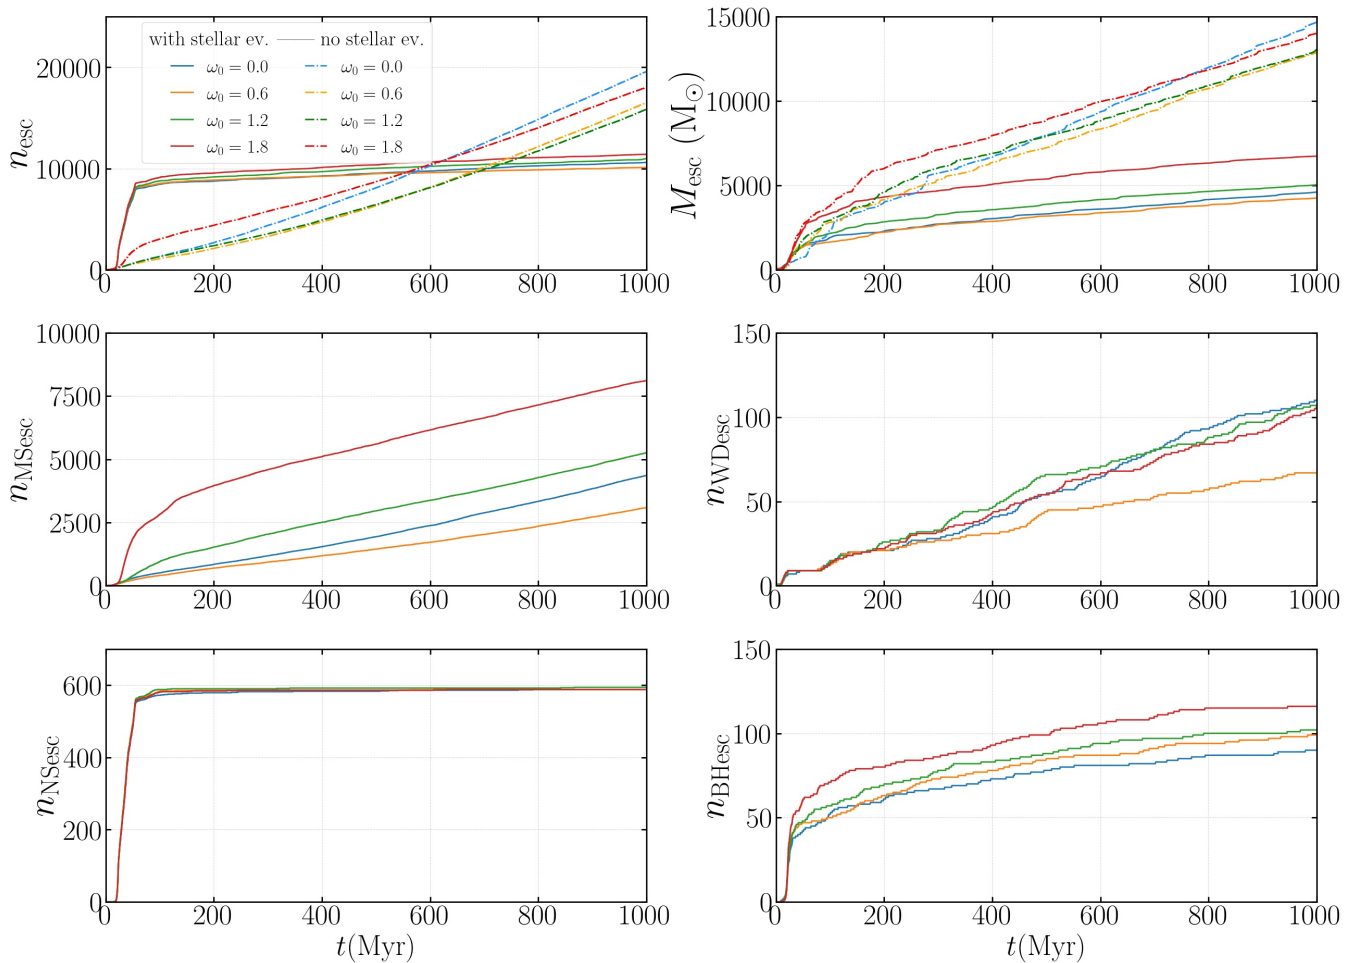 25000
20000
15000
10000
0
0 200 400 600 800 1000
n_esc
with stellar ev. no stellar ev.
ω₀ = 0.0 ω₀ = 0.0
ω₀ = 0.6 ω₀ = 0.6
ω₀ = 1.2 ω₀ = 1.2
ω₀ = 1.8 ω₀ = 1.8
15000
10000
5000
0
0 200 400 600 800 1000
M_esc (M_⊙)
10000
7500
5000
2500
0
0 200 400 600 800 1000
n_MSesc
150
100
50
0
0 200 400 600 800 1000
n_WDesc
600
400
200
0
0 200 400 600 800 1000
n_NSesc
t(Myr)
150
100
50
0
0 200 400 600 800 1000
n_BHesc
t(Myr)